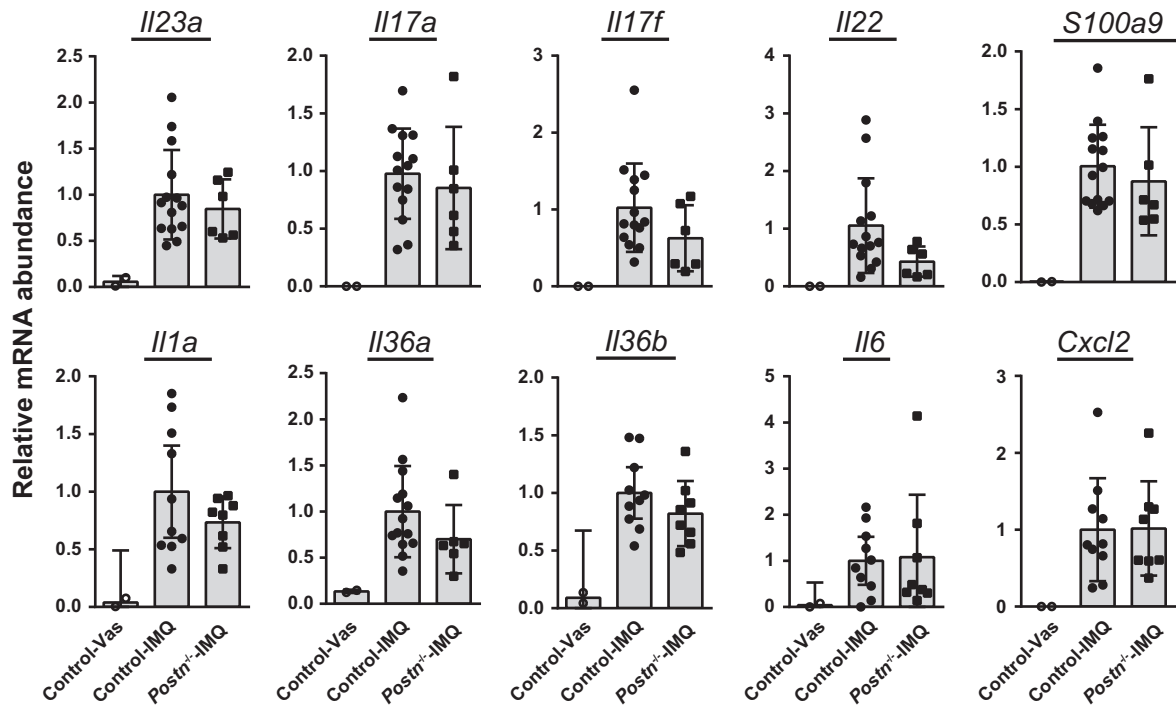 Il23a
Il17a
Il17f
Il22
S100a9
Relative mRNA abundance
2.5
2.0
1.5
1.0
0.5
0.0
2.0
1.5
1.0
0.5
0.0
3
2
1
0
4
3
2
1
0
2.0
1.5
1.0
0.5
0.0
Il1a
Il36a
Il36b
Il6
Cxcl2
2.0
1.5
1.0
0.5
0.0
2.5
2.0
1.5
1.0
0.5
0.0
2.0
1.5
1.0
0.5
0.0
5
4
3
2
1
0
3
2
1
0
Control-Vas
Control-IMQ
Postn⁻/⁻-IMQ
Control-Vas
Control-IMQ
Postn⁻/⁻-IMQ
Control-Vas
Control-IMQ
Postn⁻/⁻-IMQ
Control-Vas
Control-IMQ
Postn⁻/⁻-IMQ
Control-Vas
Control-IMQ
Postn⁻/⁻-IMQ